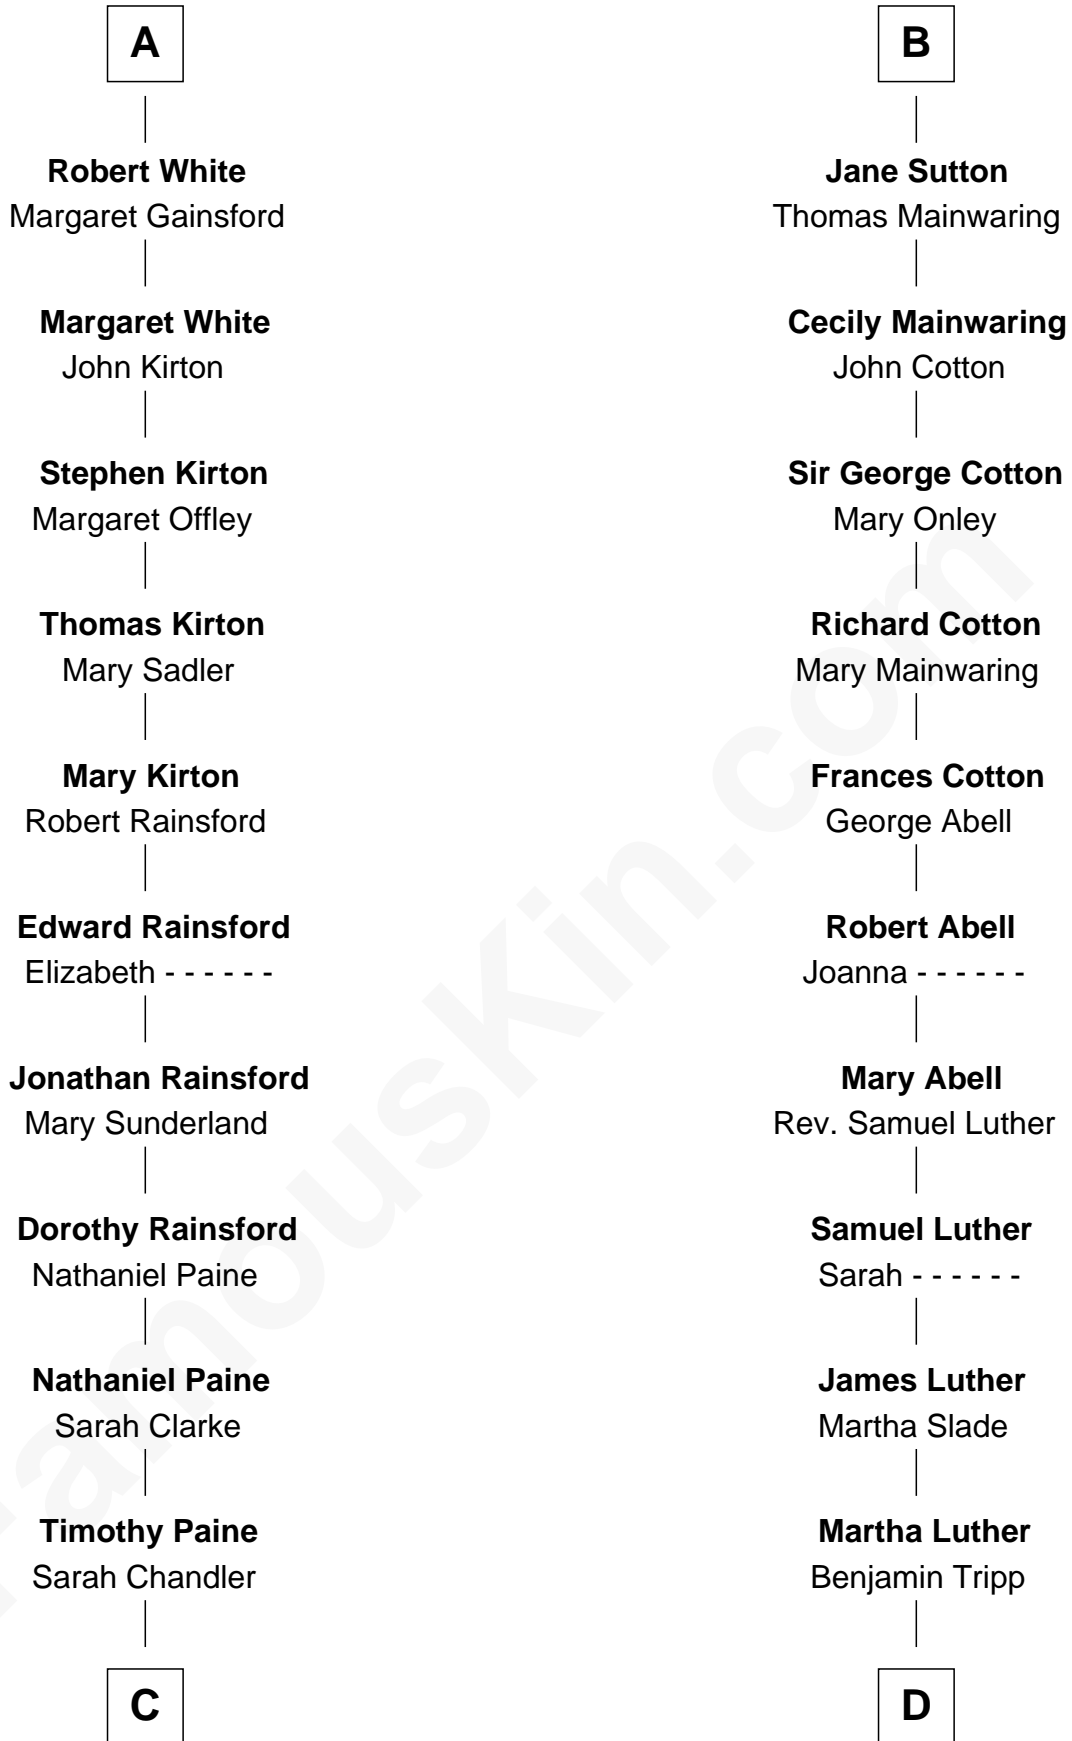 A
Robert White
Margaret Gainsford
Margaret White
John Kirton
Stephen Kirton
Margaret Offley
Thomas Kirton
Mary Sadler
Mary Kirton
Robert Rainsford
Edward Rainsford
Elizabeth - - - - - -
Jonathan Rainsford
Mary Sunderland
Dorothy Rainsford
Nathaniel Paine
Nathaniel Paine
Sarah Clarke
Timothy Paine
Sarah Chandler
C
B
Jane Sutton
Thomas Mainwaring
Cecily Mainwaring
John Cotton
Sir George Cotton
Mary Onley
Richard Cotton
Mary Mainwaring
Frances Cotton
George Abell
Robert Abell
Joanna - - - - - -
Mary Abell
Rev. Samuel Luther
Samuel Luther
Sarah - - - - - -
James Luther
Martha Slade
Martha Luther
Benjamin Tripp
D
FamousKin.com